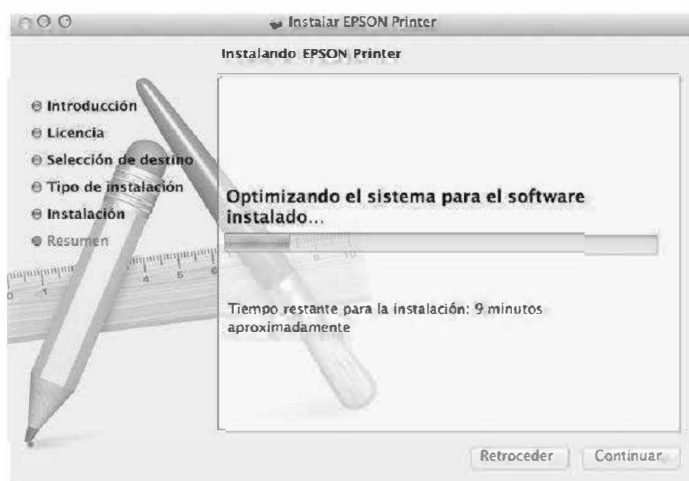 Instalar EPSON Printer
Instalando EPSON Printer
Introducción
Licencia
Selección de destino
Tipo de instalación
Instalación
Resumen
Optimizando el sistema para el software
instalado...
Tiempo restante para la instalación: 9 minutos
aproximadamente
Retroceder
Continuar